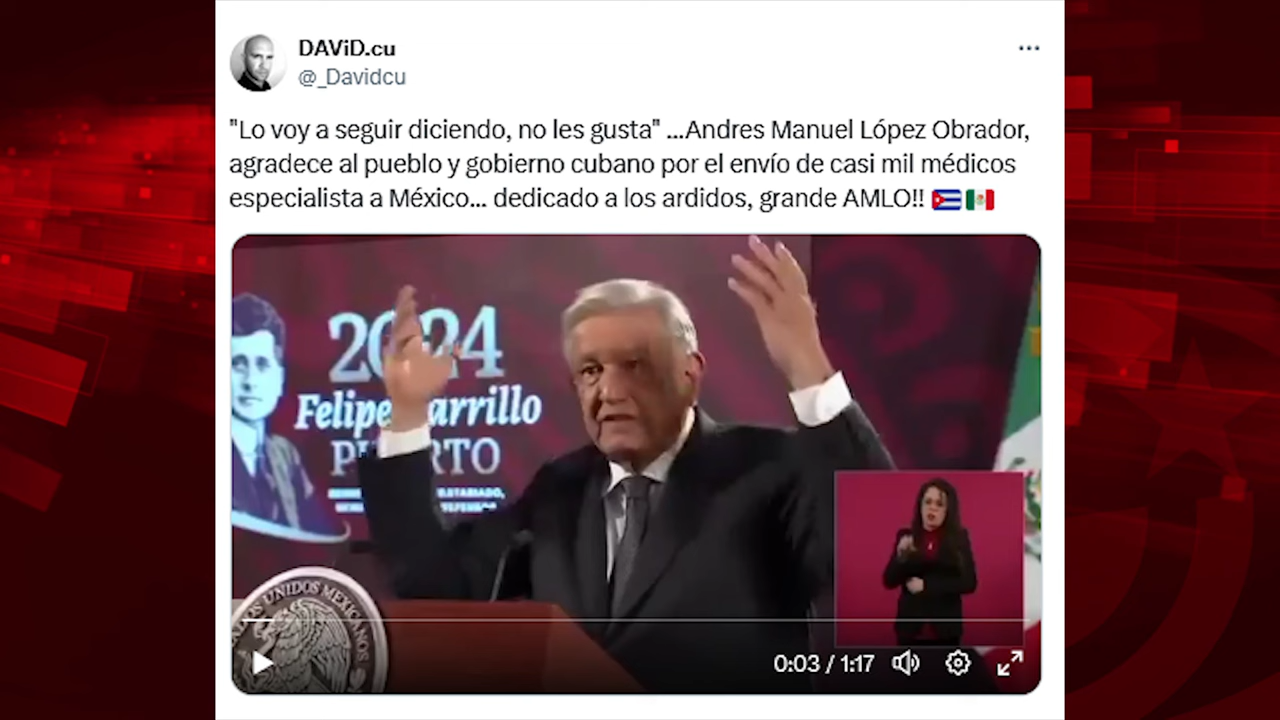 DAViD.cu
@_Davidcu
"Lo voy a seguir diciendo, no les gusta" ...Andres Manuel López Obrador,
agradece al pueblo y gobierno cubano por el envío de casi mil médicos
especialista a México... dedicado a los ardidos, grande AMLO!! 🇨🇺🇲🇽
2024
Felipe
UNIDOS MEXICANOS
0:03 / 1:17